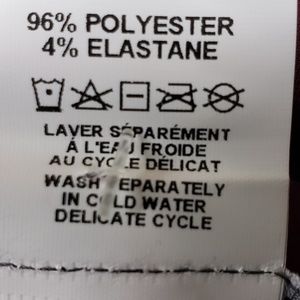 96% POLYESTER
4% ELASTANE
LAVER SÉPARÉMENT
À L'EAU FROIDE
AU CYCLE DÉLICAT
WASH SEPARATELY
IN COLD WATER
DELICATE CYCLE